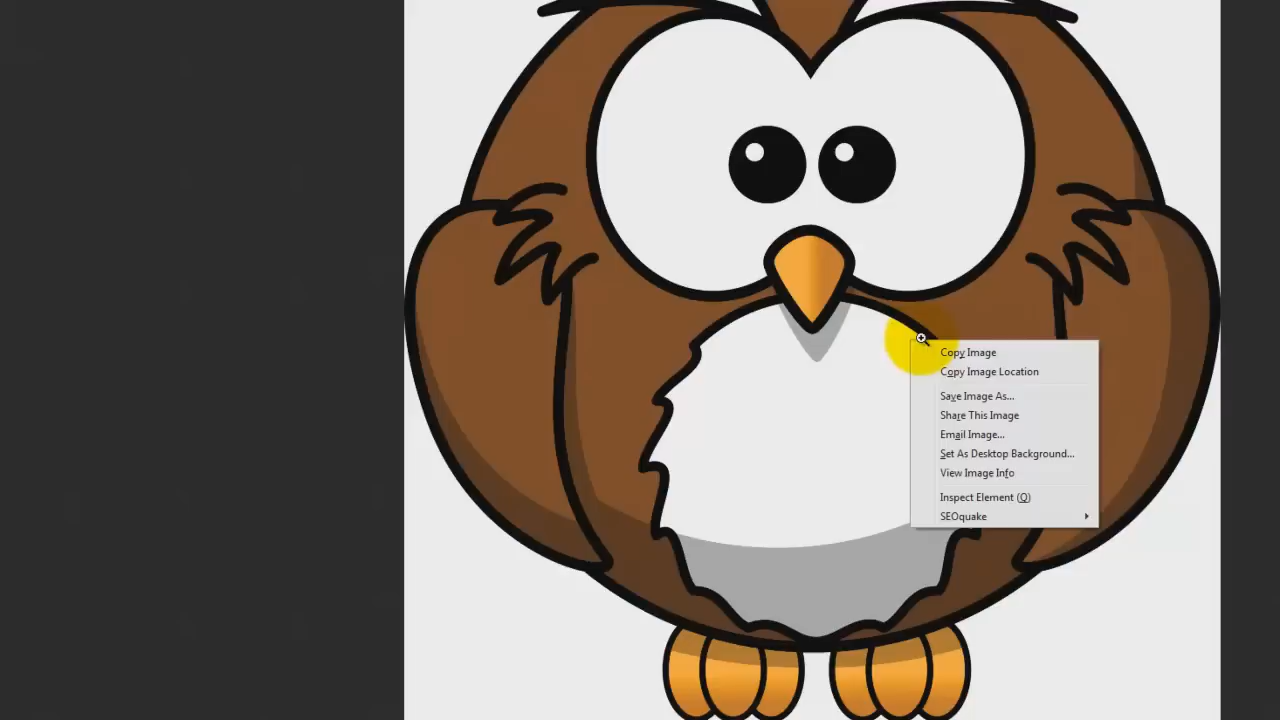 Copy Image
Copy Image Location
Save Image As...
Share This Image
Email Image...
Set As Desktop Background...
View Image Info
Inspect Element (Q)
SEOquake